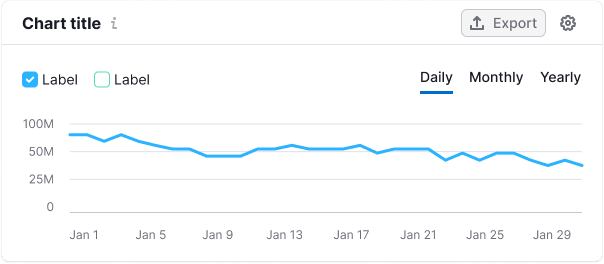 Chart title i Export
Label Label Daily Monthly Yearly
100M
50M
25M
0
Jan 1 Jan 5 Jan 9 Jan 13 Jan 17 Jan 21 Jan 25 Jan 29